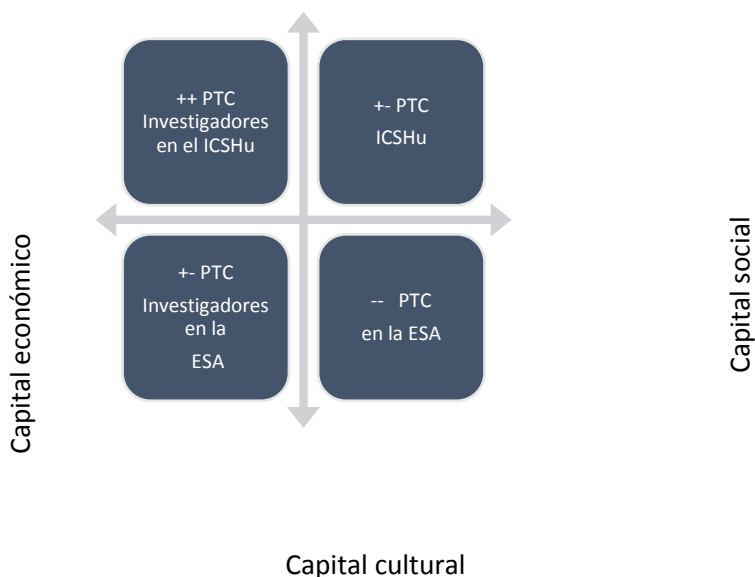 ++ PTC
Investigadores
en el ICSHu
+- PTC
ICSHu
+- PTC
Investigadores
en la
ESA
-- PTC
en la ESA
Capital económico
Capital social
Capital cultural